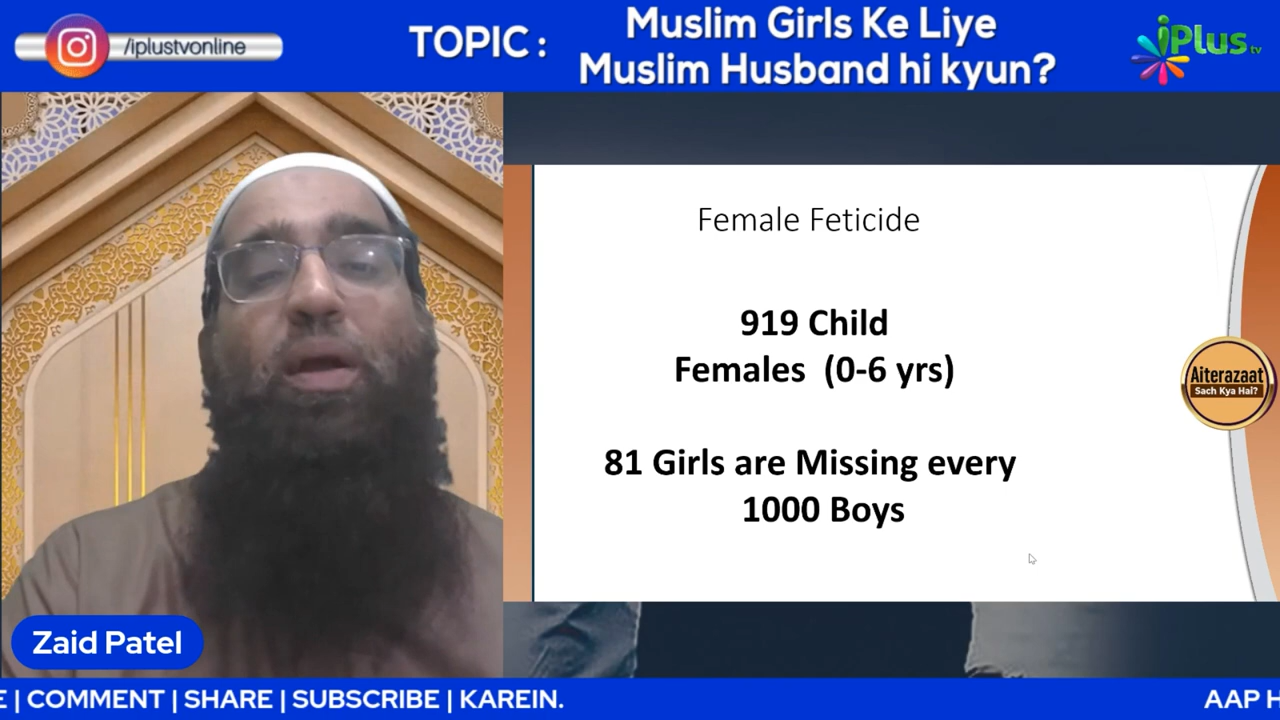 /iplustvonline
TOPIC :
Muslim Girls Ke Liye
Muslim Husband hi kyun?
iPlus tv
Female Feticide
919 Child
Females (0-6 yrs)
81 Girls are Missing every
1000 Boys
Aiterazaat
Sach Kya Hai?
Zaid Patel
E | COMMENT | SHARE | SUBSCRIBE | KAREIN.
AAP H